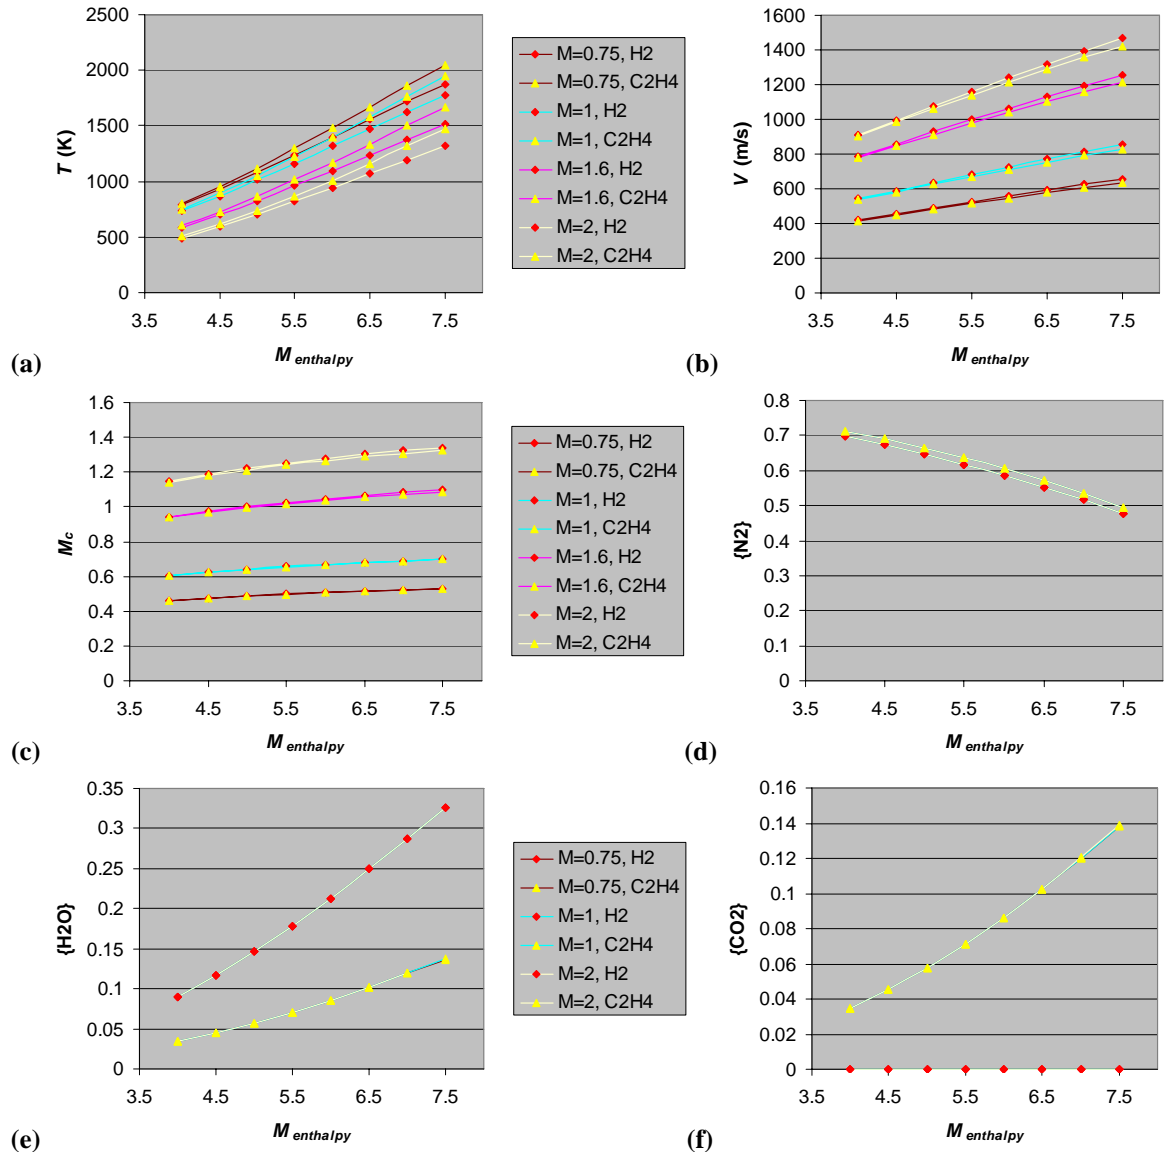 2500
2000
1500
1000
500
0
T (K)
3.5 4.5 5.5 6.5 7.5
M enthalpy
(a)
M=0.75, H2
M=0.75, C2H4
M=1, H2
M=1, C2H4
M=1.6, H2
M=1.6, C2H4
M=2, H2
M=2, C2H4
1600
1400
1200
1000
800
600
400
200
0
V (m/s)
3.5 4.5 5.5 6.5 7.5
M enthalpy
(b)
1.6
1.4
1.2
1
0.8
0.6
0.4
0.2
0
Mc
3.5 4.5 5.5 6.5 7.5
M enthalpy
(c)
M=0.75, H2
M=0.75, C2H4
M=1, H2
M=1, C2H4
M=1.6, H2
M=1.6, C2H4
M=2, H2
M=2, C2H4
0.8
0.7
0.6
0.5
0.4
0.3
0.2
0.1
0
{N2}
3.5 4.5 5.5 6.5 7.5
M enthalpy
(d)
0.35
0.3
0.25
0.2
0.15
0.1
0.05
0
{H2O}
3.5 4.5 5.5 6.5 7.5
M enthalpy
(e)
M=0.75, H2
M=0.75, C2H4
M=1, H2
M=1, C2H4
M=2, H2
M=2, C2H4
0.16
0.14
0.12
0.1
0.08
0.06
0.04
0.02
0
{CO2}
3.5 4.5 5.5 6.5 7.5
M enthalpy
(f)